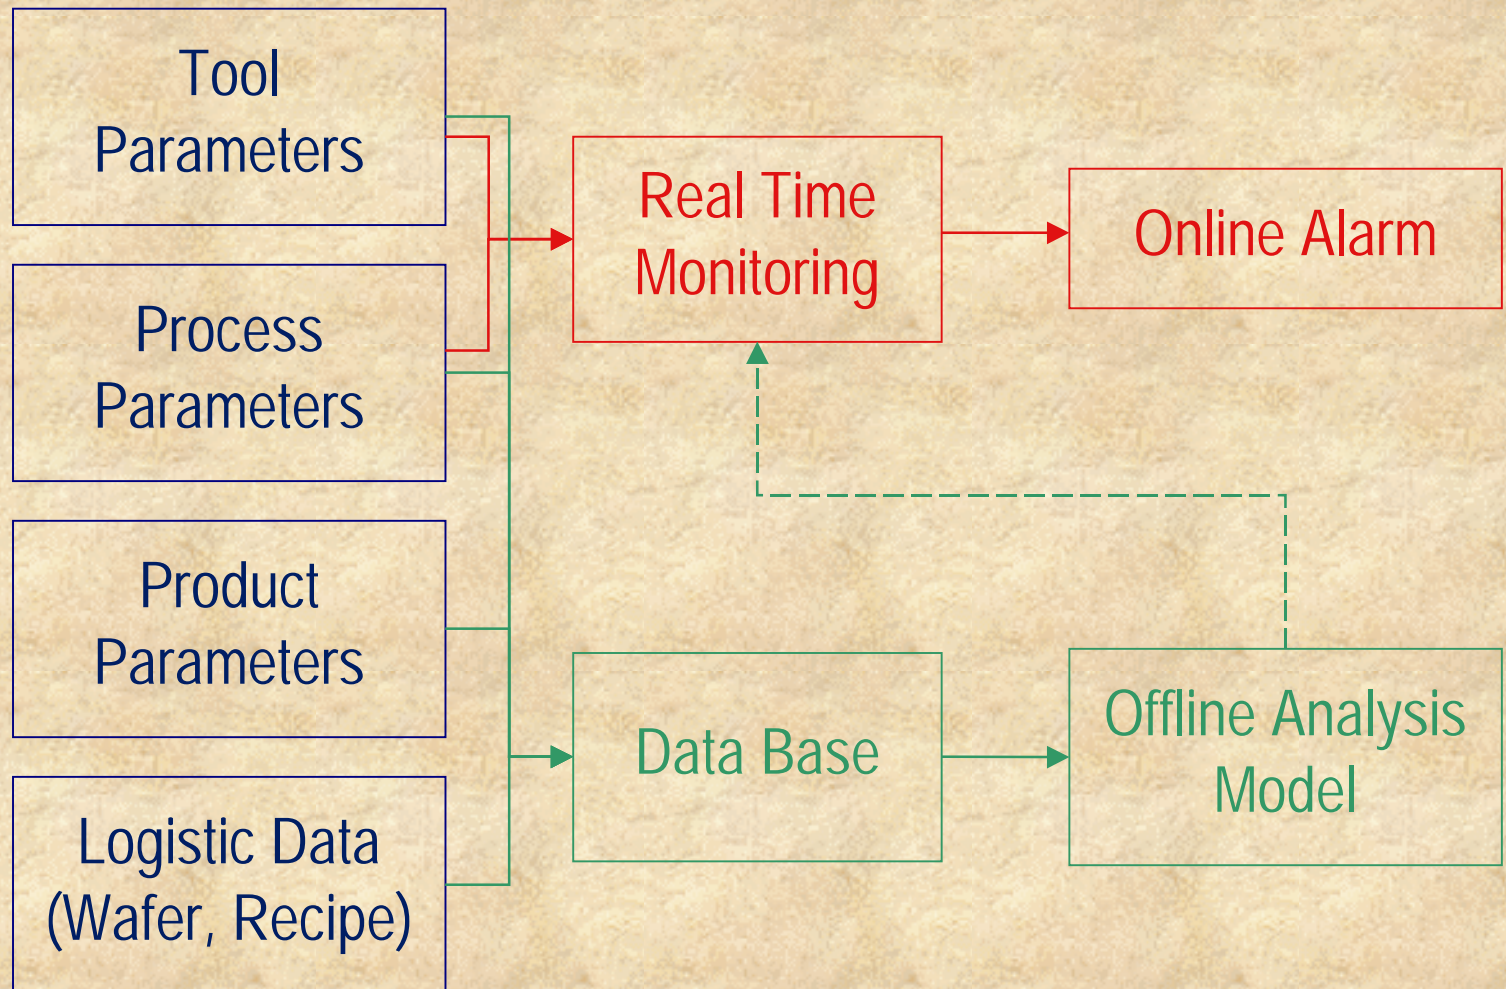 Tool
Parameters
Process
Parameters
Product
Parameters
Logistic Data
(Wafer, Recipe)
Real Time
Monitoring
Online Alarm
Data Base
Offline Analysis
Model